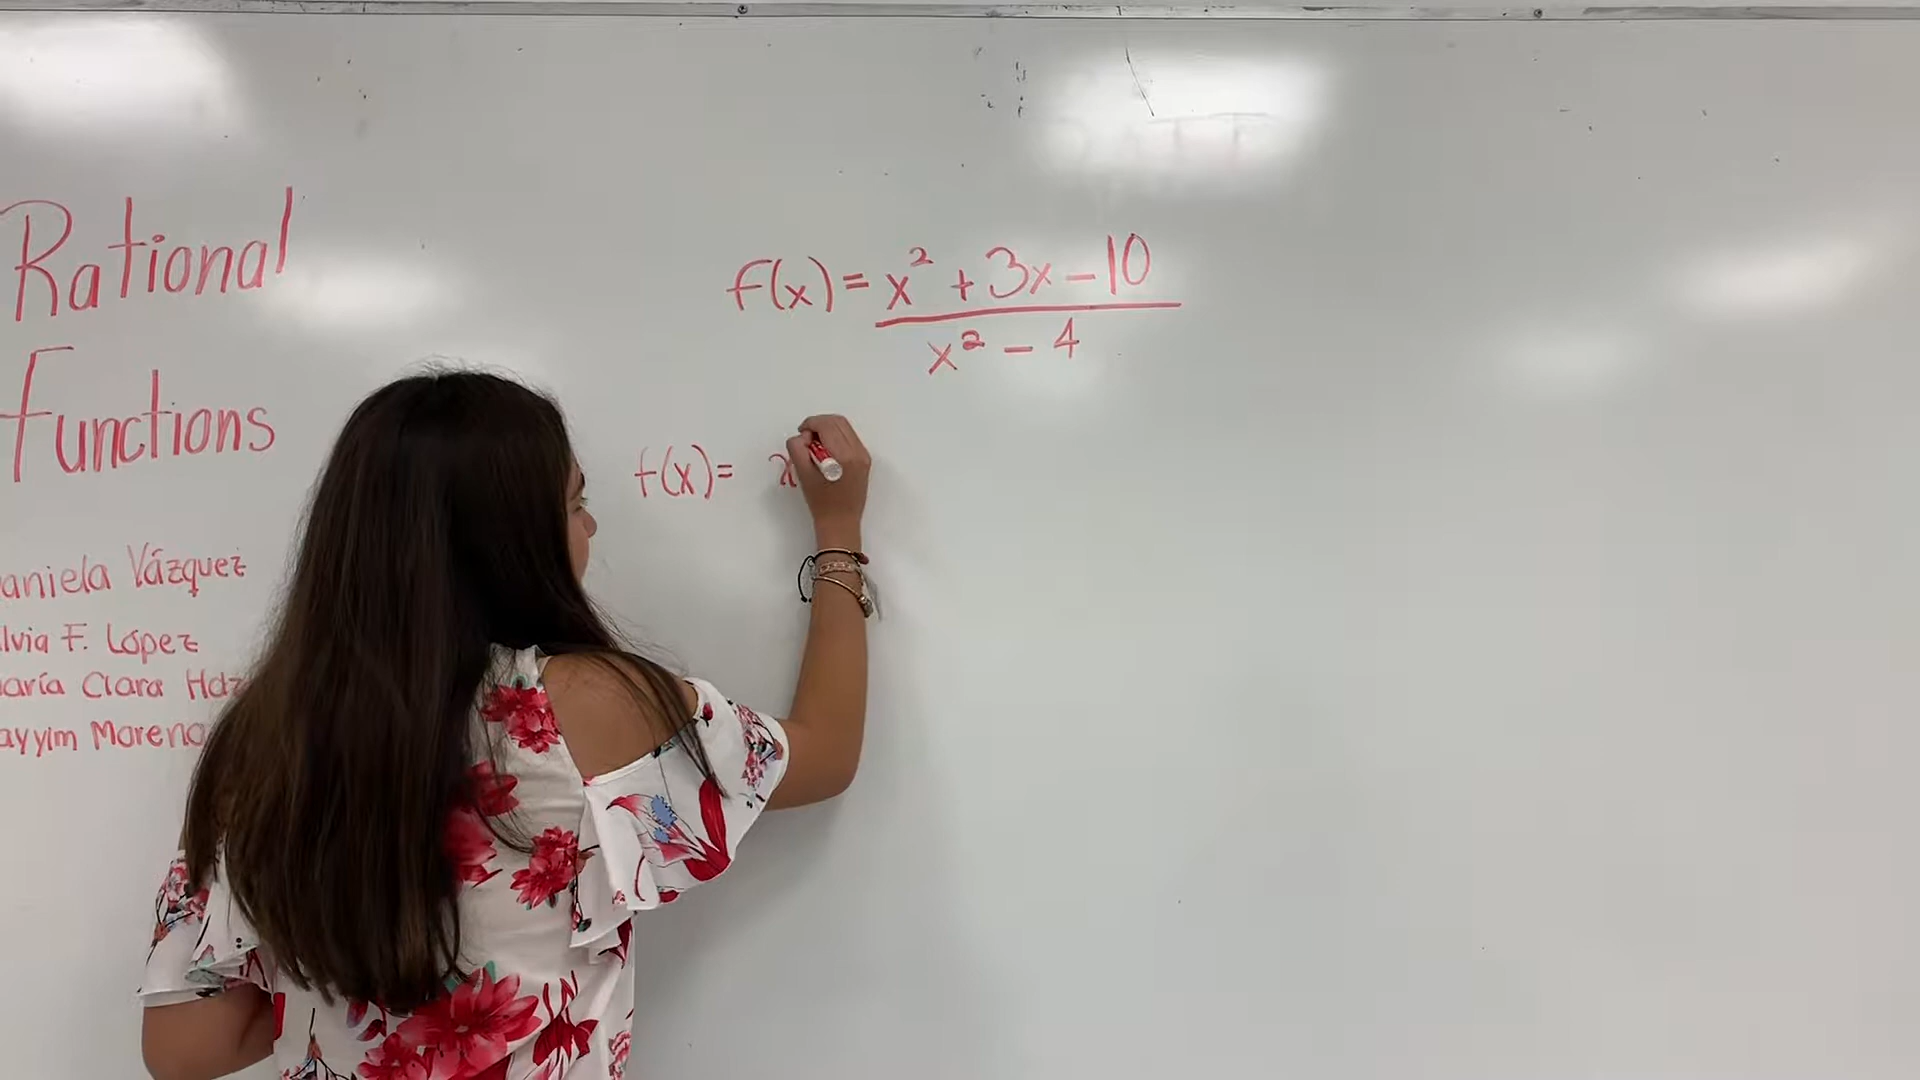 Rational
Functions
aniela Vázquez
lvia F. López
aría Clara
ayyim Moreno
f(x) = x² + 3x - 10
x² - 4
f(x) = x